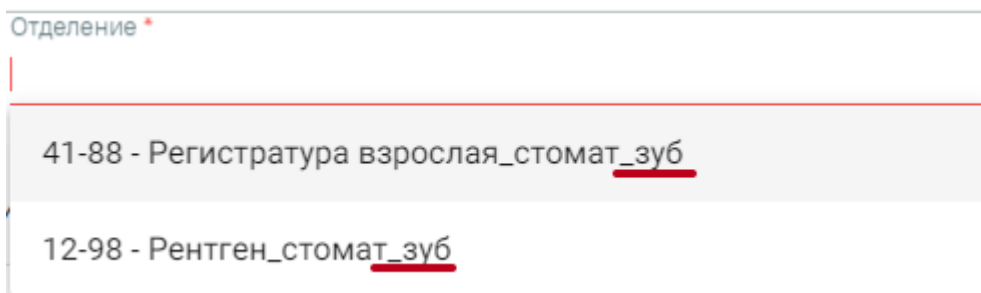 Отделение *
41-88 - Регистратура взрослая_стомат_зуб
12-98 - Рентген_стомат_зуб